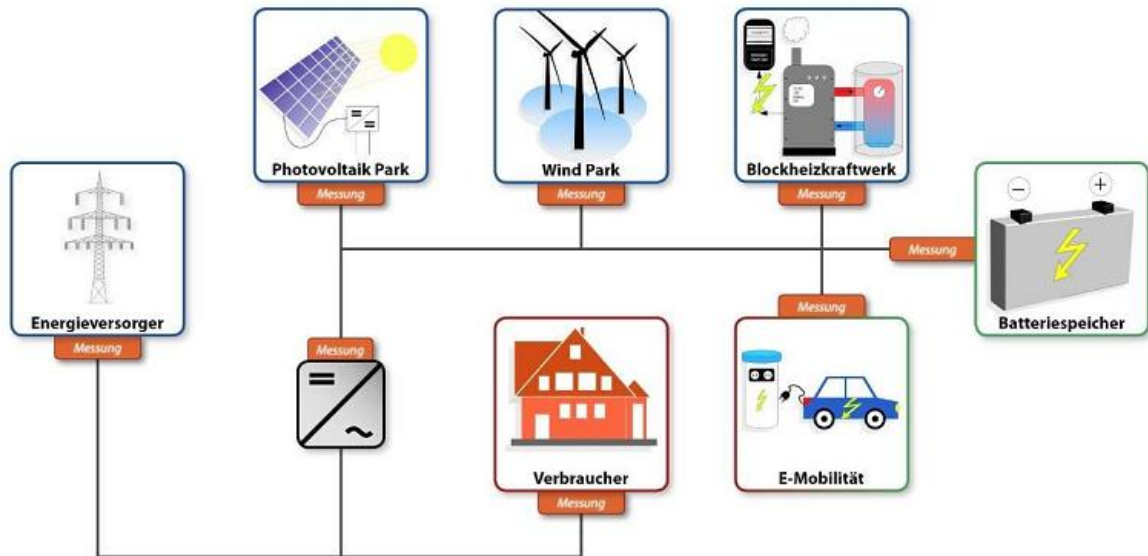 Photovoltaik Park
Messung
Wind Park
Messung
Blockheizkraftwerk
Messung
Energieversorger
Messung
Messung
−
+
Batteriespeicher
Messung
Messung
Verbraucher
Messung
E-Mobilität